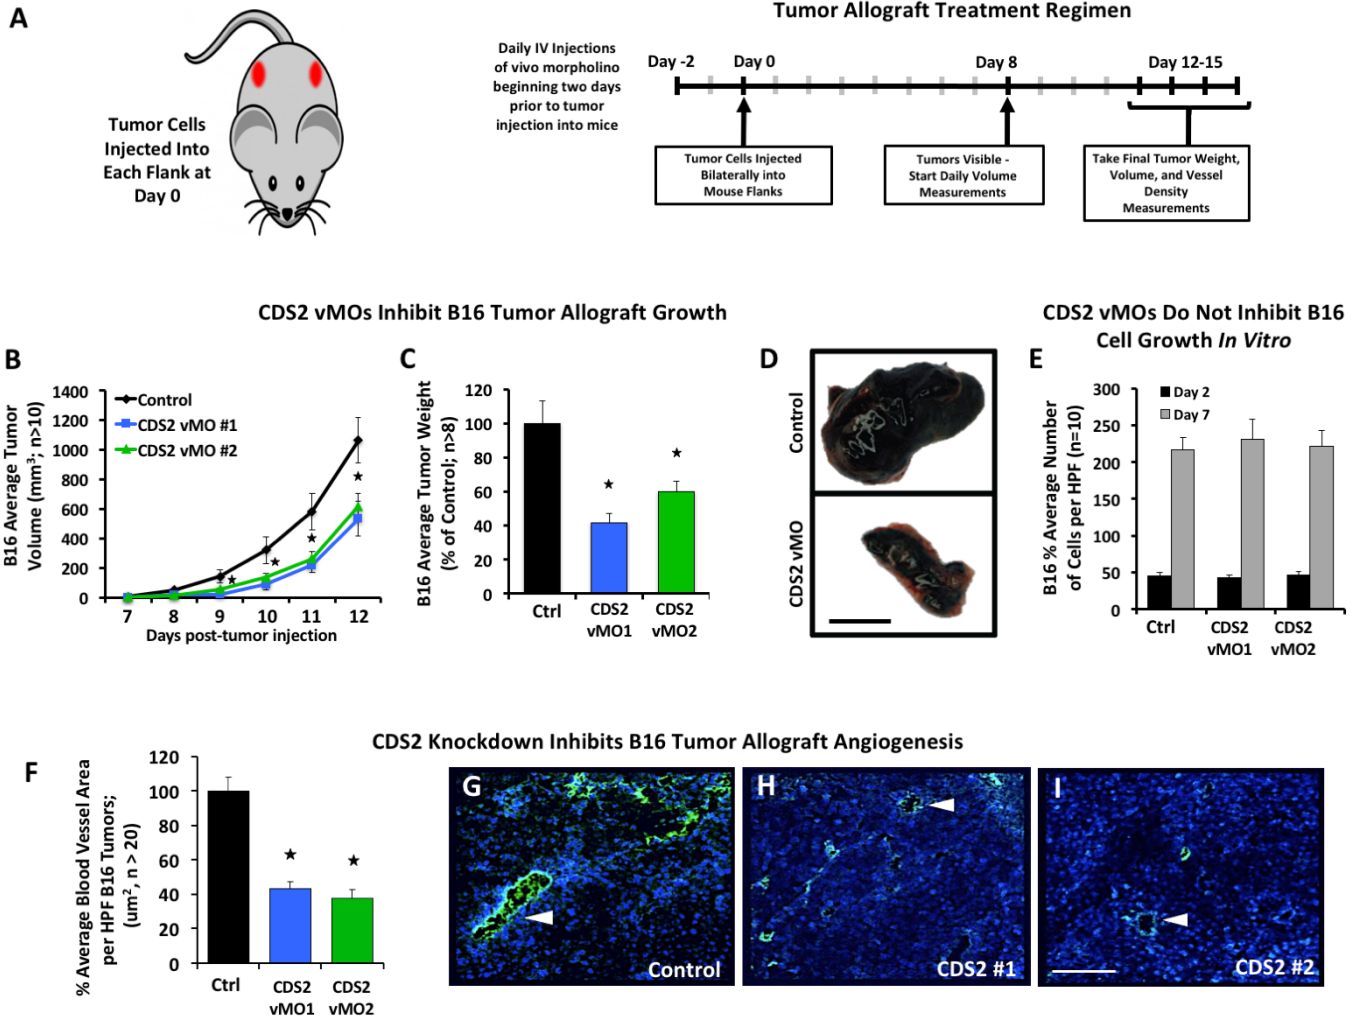 A
Tumor Cells
Injected Into
Each Flank at
Day 0
Tumor Allograft Treatment Regimen
Daily IV Injections
of vivo morpholino
beginning two days
prior to tumor
injection into mice
Day -2
Day 0
Day 8
Day 12-15
Tumor Cells Injected
Bilaterally into
Mouse Flanks
Tumors Visible -
Start Daily Volume
Measurements
Take Final Tumor Weight,
Volume, and Vessel
Density
Measurements
CDS2 vMOs Inhibit B16 Tumor Allograft Growth
CDS2 vMOs Do Not Inhibit B16
Cell Growth In Vitro
B
B16 Average Tumor
Volume (mm³; n>10)
1400
1200
1000
800
600
400
200
0
Control
CDS2 vMO #1
CDS2 vMO #2
7 8 9 10 11 12
Days post-tumor injection
C
B16 Average Tumor Weight
(% of Control; n>8)
120
100
80
60
40
20
0
Ctrl
CDS2
vMO1
CDS2
vMO2
D
Control
CDS2 vMO
E
B16 % Average Number
of Cells per HPF (n=10)
300
250
200
150
100
50
0
Day 2
Day 7
Ctrl
CDS2
vMO1
CDS2
vMO2
CDS2 Knockdown Inhibits B16 Tumor Allograft Angiogenesis
F
% Average Blood Vessel Area
per HPF B16 Tumors;
(um², n > 20)
120
100
80
60
40
20
0
Ctrl
CDS2
vMO1
CDS2
vMO2
G
Control
H
CDS2 #1
I
CDS2 #2